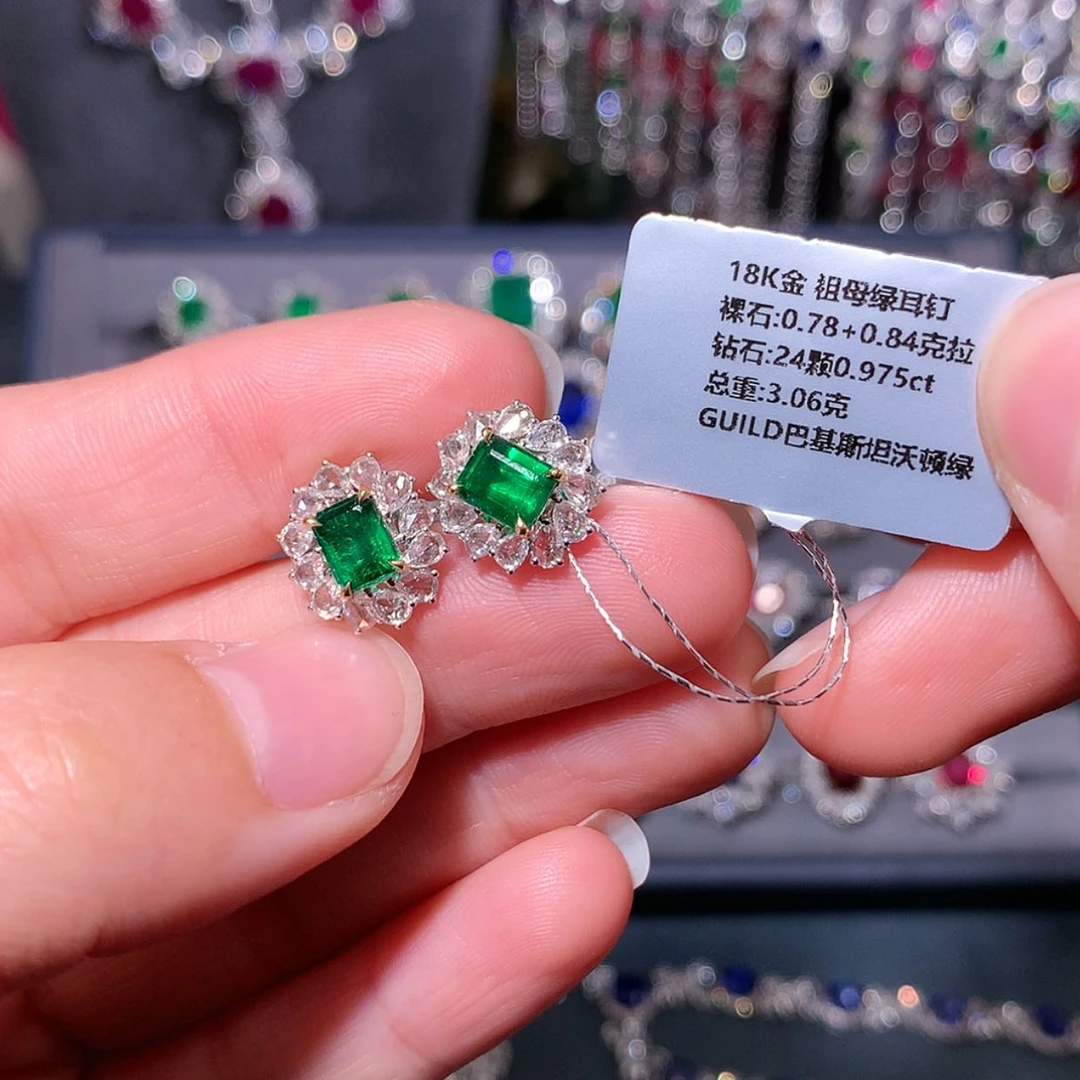 18K金 祖母绿耳钉
裸石:0.78+0.84克拉
钻石:24颗0.975ct
总重:3.06克
GUILD巴基斯坦沃顿绿